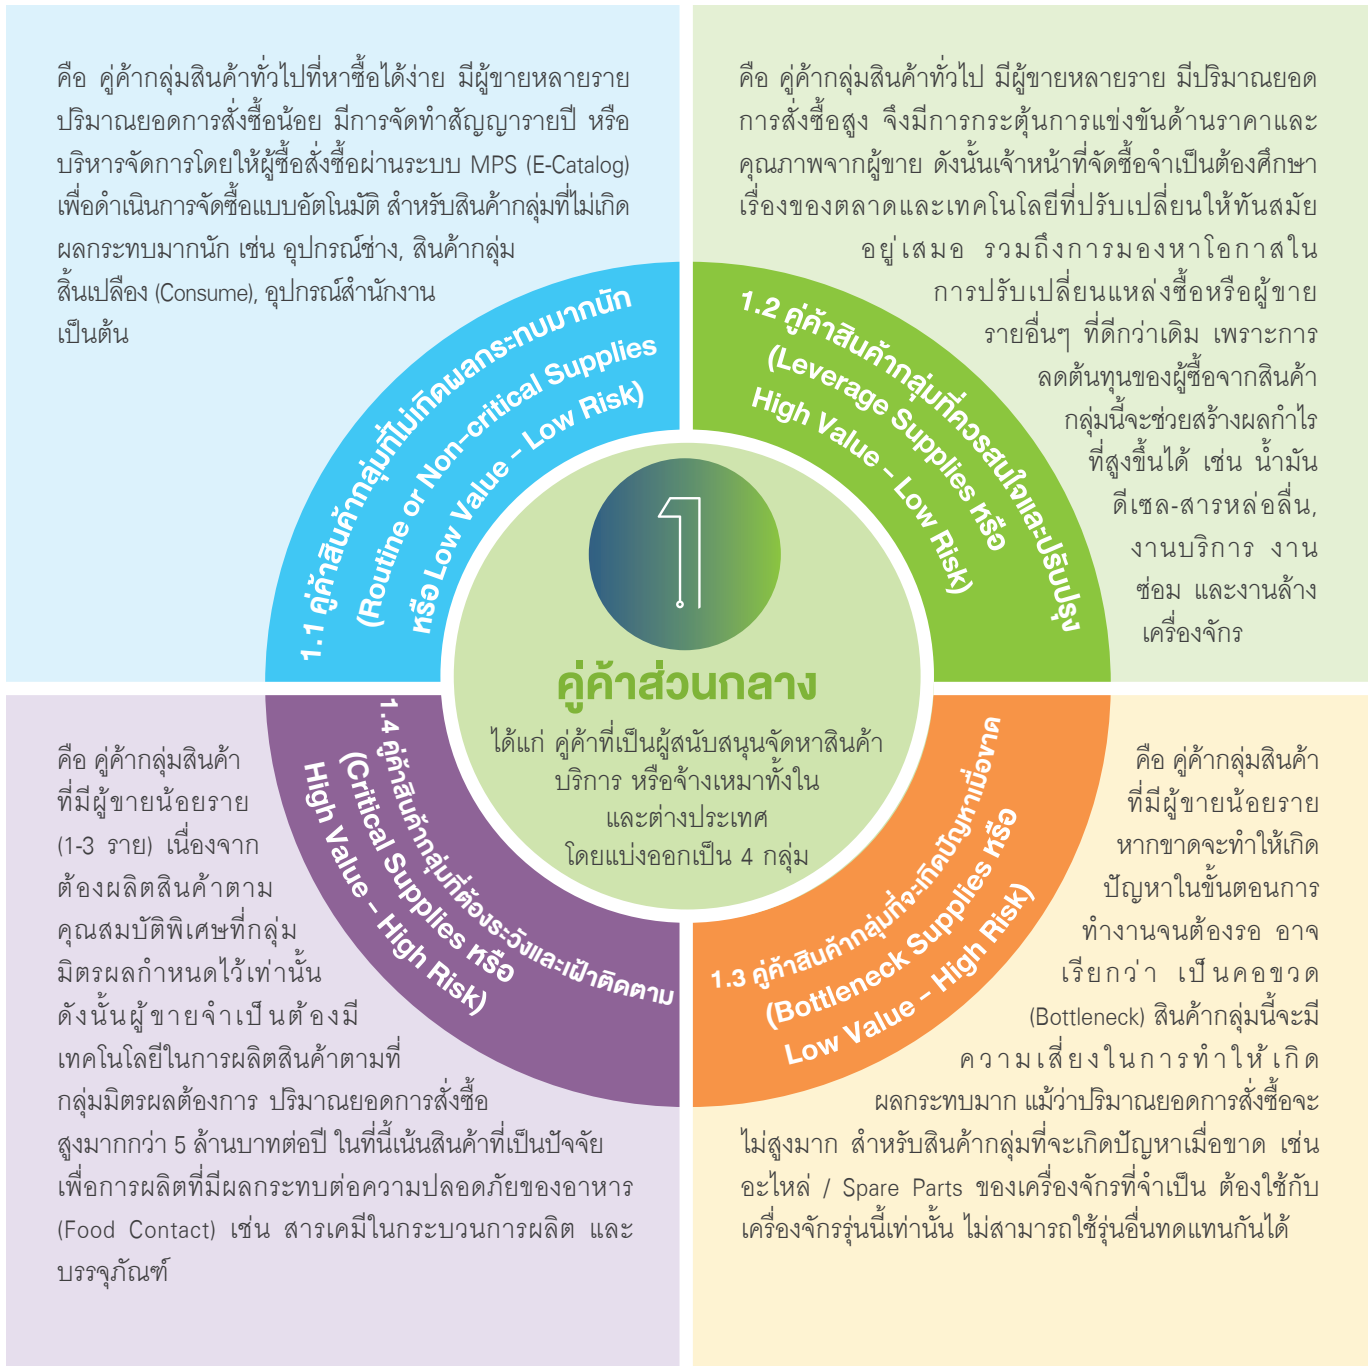 คือ คู่ค้ากลุ่มสินค้าทั่วไปที่หาซื้อได้ง่าย มีผู้ขายหลายราย
ปริมาณยอดการสั่งซื้อน้อย มีการจัดทำสัญญารายปี หรือ
บริหารจัดการโดยให้ผู้ซื้อสั่งซื้อผ่านระบบ MPS (E-Catalog)
เพื่อดำเนินการจัดซื้อแบบอัตโนมัติ สำหรับสินค้ากลุ่มที่ไม่เกิด
ผลกระทบมากนัก เช่น อุปกรณ์ช่าง, สินค้ากลุ่ม
สิ้นเปลือง (Consume), อุปกรณ์สำนักงาน
เป็นต้น
1.1 คู่ค้าสินค้ากลุ่มที่ไม่เกิดผลกระทบมากนัก
(Routine or Non-critical Supplies
หรือ Low Value - Low Risk)
คือ คู่ค้ากลุ่มสินค้าทั่วไป มีผู้ขายหลายราย มีปริมาณยอด
การสั่งซื้อสูง จึงมีการกระตุ้นการแข่งขันด้านราคาและ
คุณภาพจากผู้ขาย ดังนั้นเจ้าหน้าที่จัดซื้อจำเป็นต้องศึกษา
เรื่องของตลาดและเทคโนโลยีที่ปรับเปลี่ยนให้ทันสมัย
อยู่เสมอ รวมถึงการมองหาโอกาสใน
การปรับเปลี่ยนแหล่งซื้อหรือผู้ขาย
รายอื่นๆ ที่ดีกว่าเดิม เพราะการ
ลดต้นทุนของผู้ซื้อจากสินค้า
กลุ่มนี้จะช่วยสร้างผลกำไร
ที่สูงขึ้นได้ เช่น น้ำมัน
ดีเซล-สารหล่อลื่น,
งานบริการ งาน
ซ่อม และงานล้าง
เครื่องจักร
1.2 คู่ค้าสินค้ากลุ่มที่ควรสนใจและปรับปรุง
(Leverage Supplies หรือ
High Value - Low Risk)
1
คู่ค้าส่วนกลาง
ได้แก่ คู่ค้าที่เป็นผู้สนับสนุนจัดหาสินค้า
บริการ หรือจ้างเหมาทั้งใน
และต่างประเทศ
โดยแบ่งออกเป็น 4 กลุ่ม
1.4 คู่ค้าสินค้ากลุ่มที่ต้องระวังและเฝ้าติดตาม
(Critical Supplies หรือ
High Value - High Risk)
คือ คู่ค้ากลุ่มสินค้า
ที่มีผู้ขายน้อยราย
(1-3 ราย) เนื่องจาก
ต้องผลิตสินค้าตาม
คุณสมบัติพิเศษที่กลุ่ม
มิตรผลกำหนดไว้เท่านั้น
ดังนั้นผู้ขายจำเป็นต้องมี
เทคโนโลยีในการผลิตสินค้าตามที่
กลุ่มมิตรผลต้องการ ปริมาณยอดการสั่งซื้อ
สูงมากกว่า 5 ล้านบาทต่อปี ในที่นี้เน้นสินค้าที่เป็นปัจจัย
เพื่อการผลิตที่มีผลกระทบต่อความปลอดภัยของอาหาร
(Food Contact) เช่น สารเคมีในกระบวนการผลิต และ
บรรจุภัณฑ์
1.3 คู่ค้าสินค้ากลุ่มที่จะเกิดปัญหาเมื่อขาด
(Bottleneck Supplies หรือ
Low Value - High Risk)
คือ คู่ค้ากลุ่มสินค้า
ที่มีผู้ขายน้อยราย
หากขาดจะทำให้เกิด
ปัญหาในขั้นตอนการ
ทำงานจนต้องรอ อาจ
เรียกว่า เป็นคอขวด
(Bottleneck) สินค้ากลุ่มนี้จะมี
ความเสี่ยงในการทำให้เกิด
ผลกระทบมาก แม้ว่าปริมาณยอดการสั่งซื้อจะ
ไม่สูงมาก สำหรับสินค้ากลุ่มที่จะเกิดปัญหาเมื่อขาด เช่น
อะไหล่ / Spare Parts ของเครื่องจักรที่จำเป็น ต้องใช้กับ
เครื่องจักรรุ่นนี้เท่านั้น ไม่สามารถใช้รุ่นอื่นทดแทนกันได้